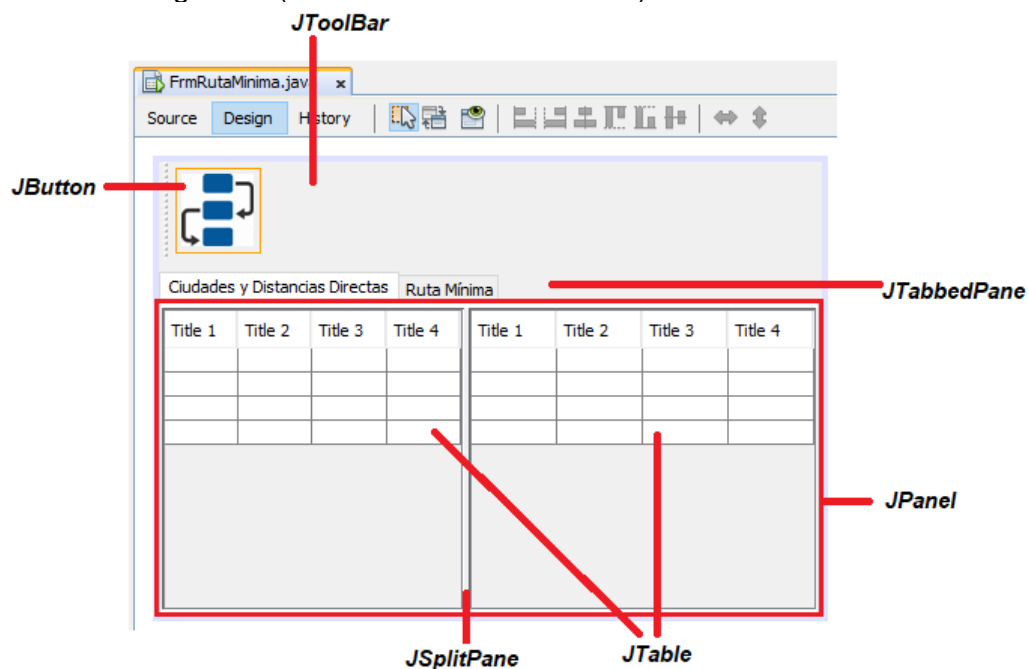 JToolBar
FrmRutaMinima.java x
Source Design History
JButton
Ciudades y Distancias Directas Ruta Mínima
JTabbedPane
Title 1 Title 2 Title 3 Title 4 Title 1 Title 2 Title 3 Title 4
JPanel
JSplitPane JTable